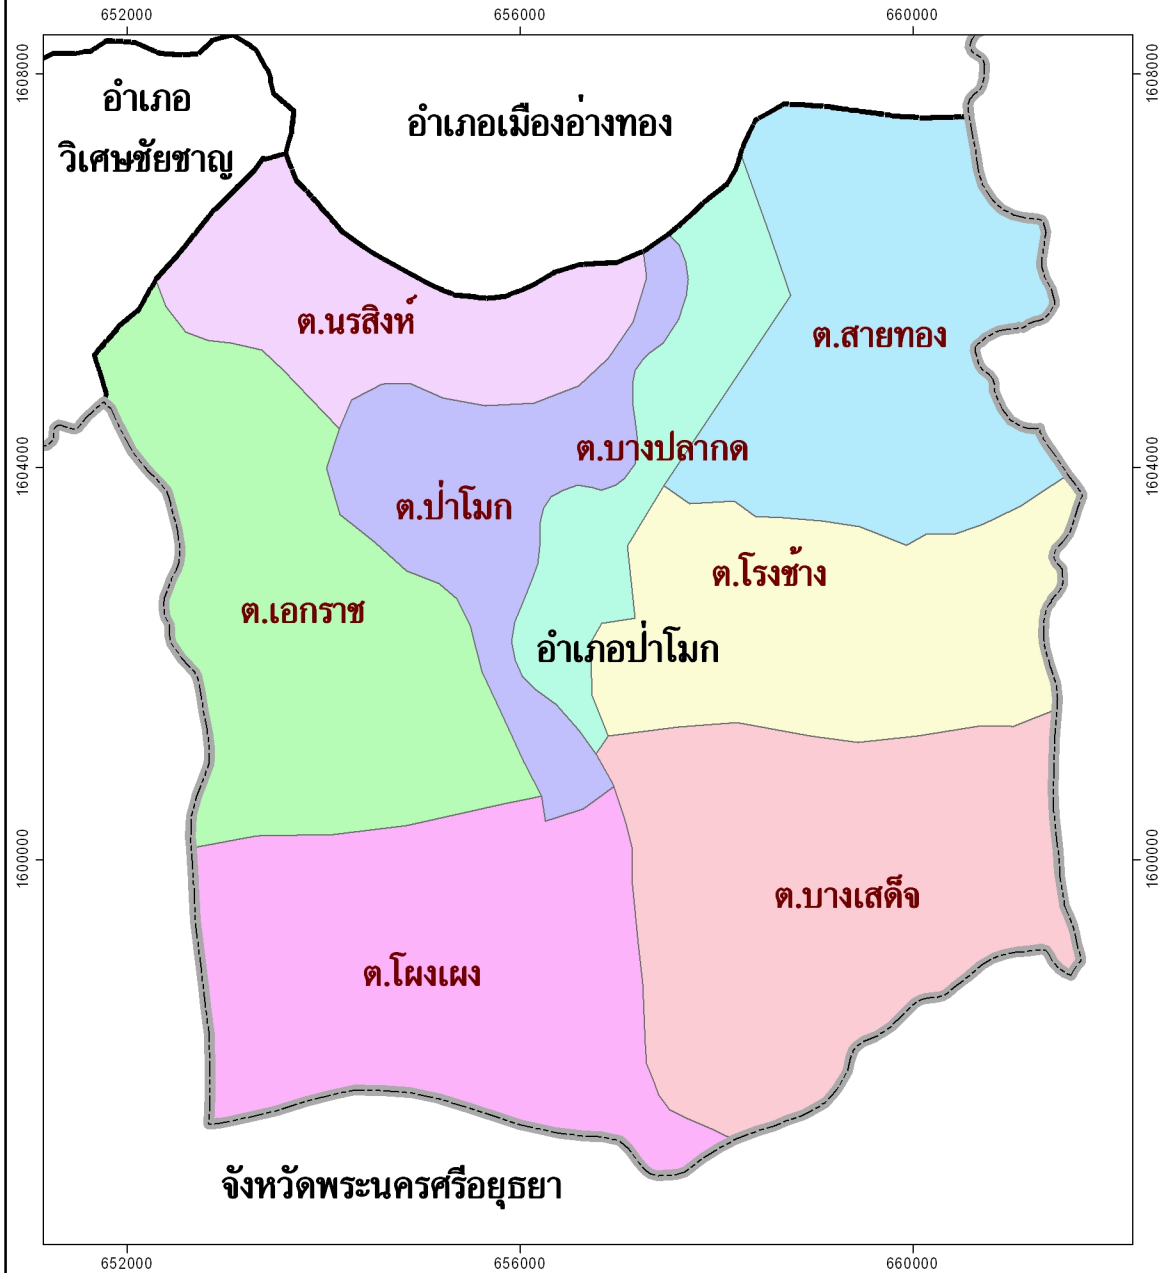 652000
656000
660000
1608000
1608000
อำเภอ
วิเศษชัยชาญ
อำเภอเมืองอ่างทอง
ต.นรสิงห์
ต.สายทอง
ต.บางปลากด
1604000
1604000
ต.ป่าโมก
ต.โรงช้าง
ต.เอกราช
อำเภอป่าโมก
1600000
1600000
ต.บางเสด็จ
ต.โผงเผง
จังหวัดพระนครศรีอยุธยา
652000
656000
660000